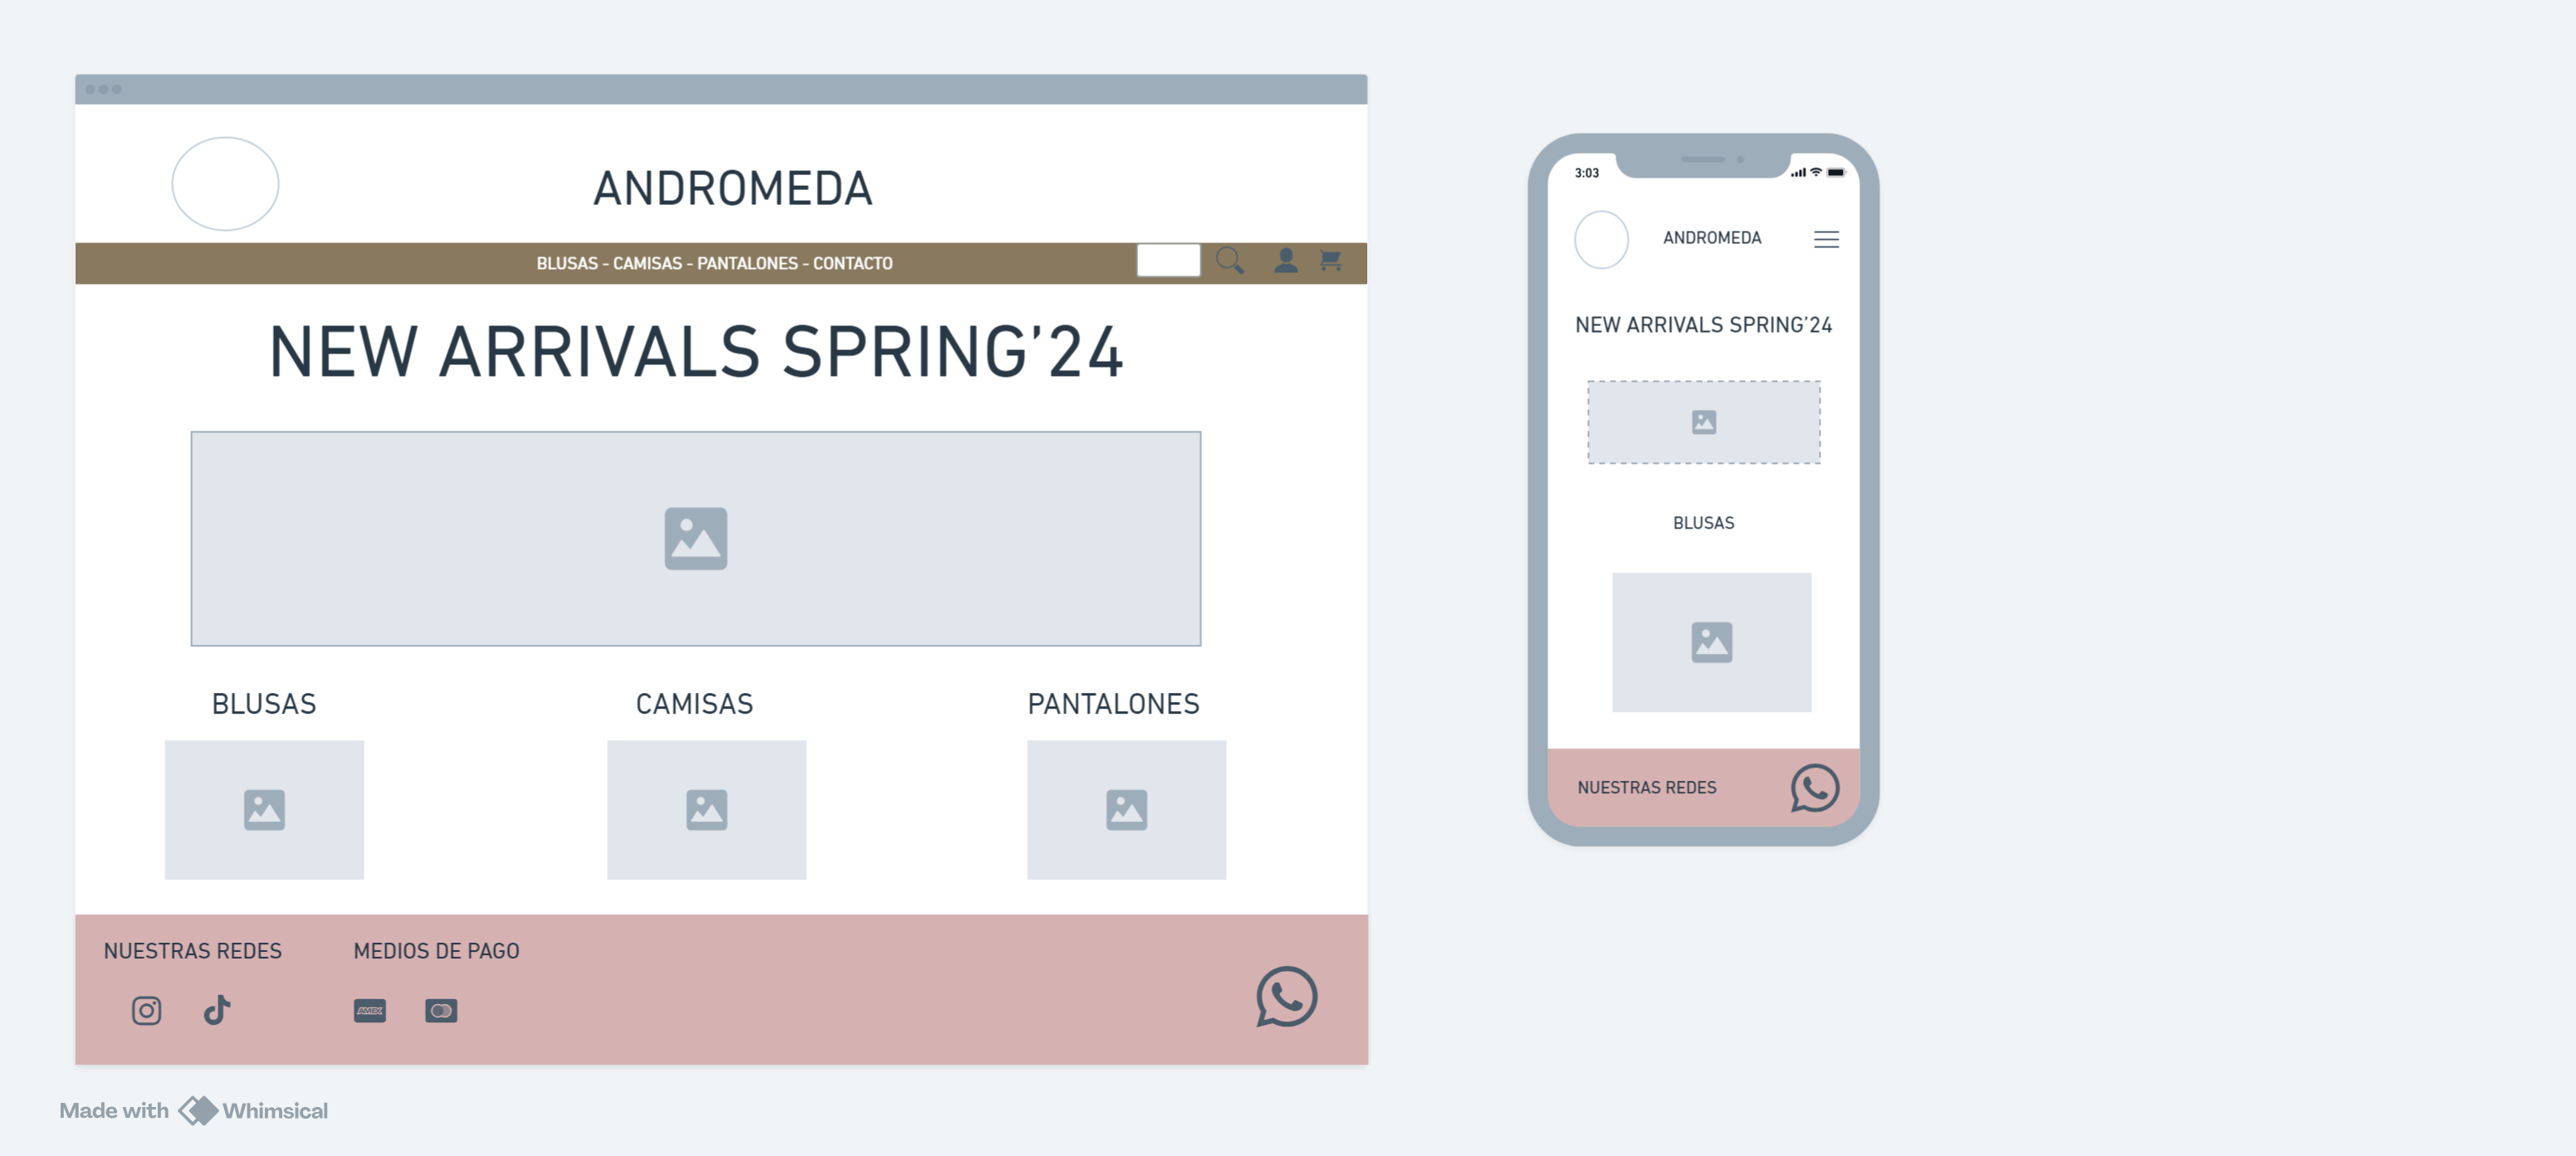 ANDROMEDA
BLUSAS - CAMISAS - PANTALONES - CONTACTO
NEW ARRIVALS SPRING'24
BLUSAS
CAMISAS
PANTALONES
NUESTRAS REDES
MEDIOS DE PAGO
AMEX
3:03
ANDROMEDA
NEW ARRIVALS SPRING'24
BLUSAS
NUESTRAS REDES
Made with Whimsical